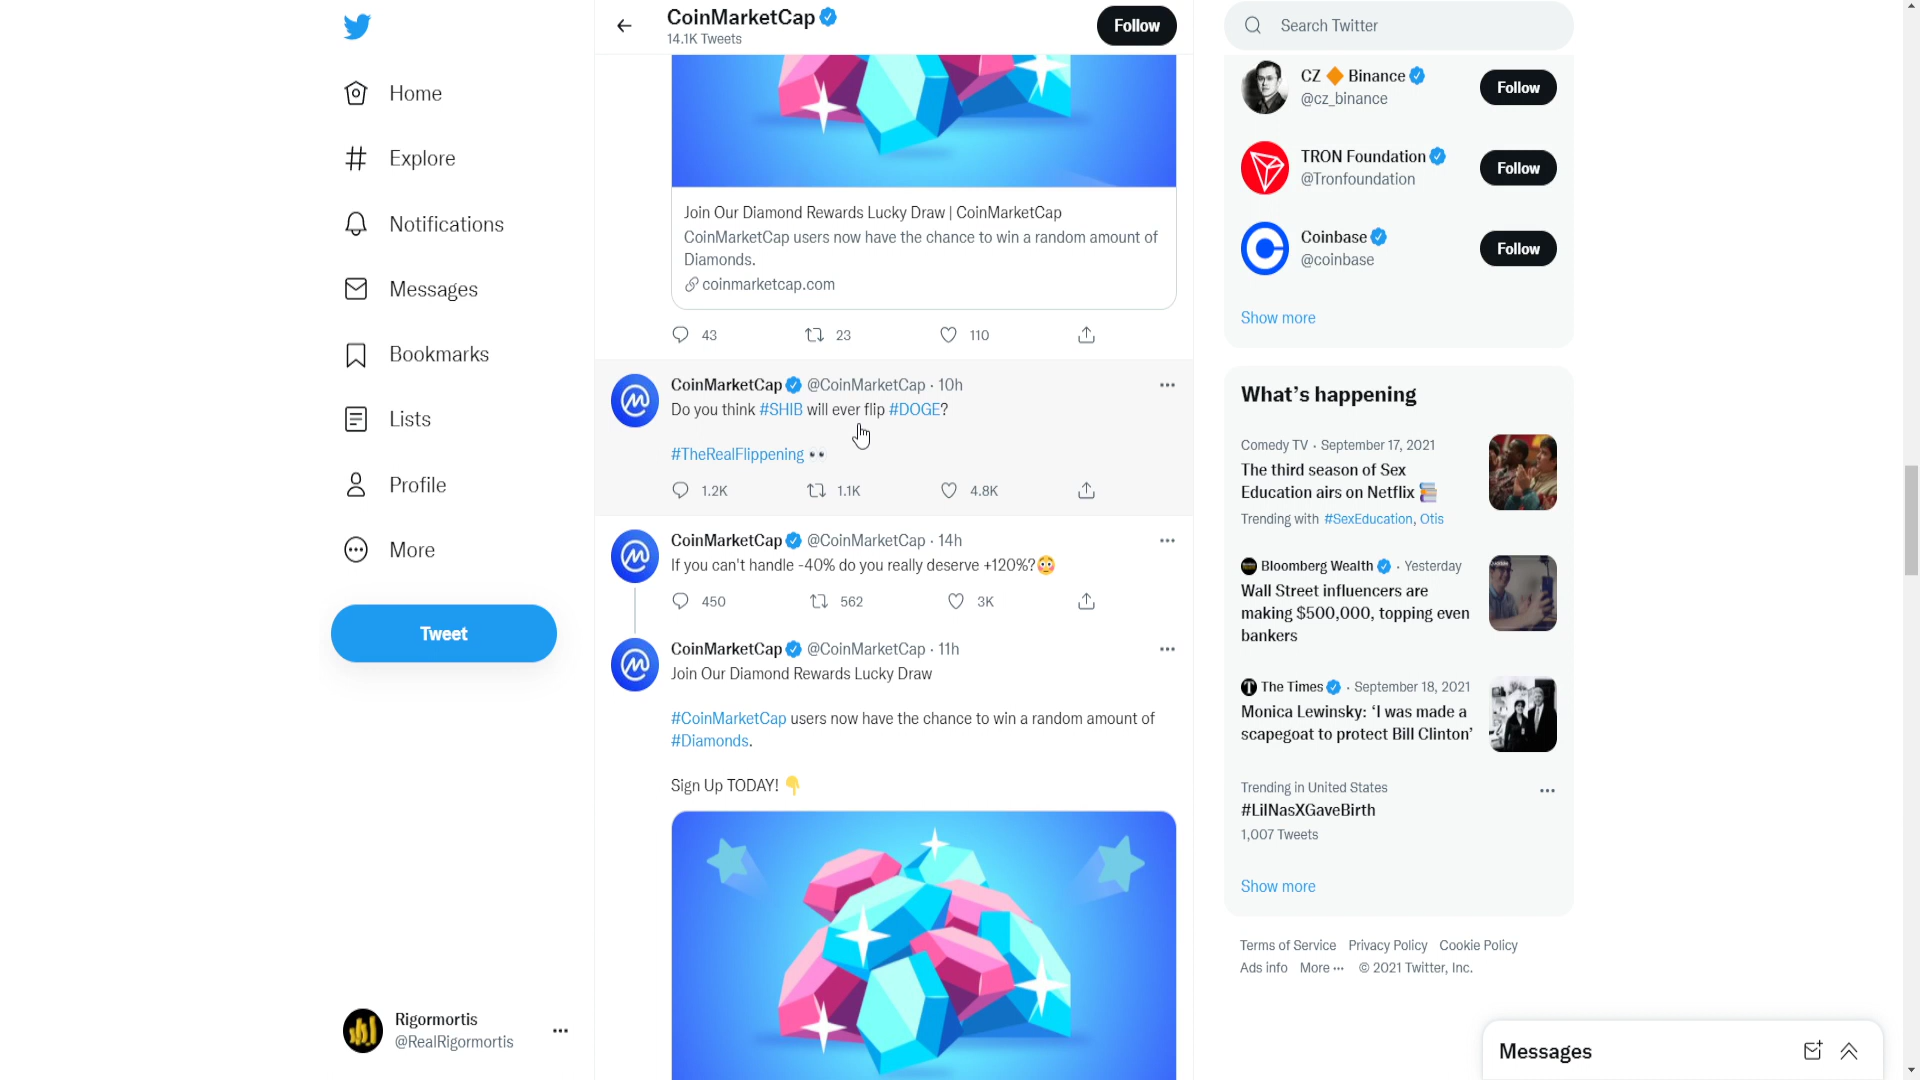 Home
Explore
Notifications
Messages
Bookmarks
Lists
Profile
More
Tweet
Rigormortis
@RealRigormortis
CoinMarketCap
14.1K Tweets
Follow
Join Our Diamond Rewards Lucky Draw | CoinMarketCap
CoinMarketCap users now have the chance to win a random amount of
Diamonds.
coinmarketcap.com
43 23 110
CoinMarketCap @CoinMarketCap · 10h
Do you think #SHIB will ever flip #DOGE?
#TheRealFlippening 👀
1.2K 1.1K 4.8K
CoinMarketCap @CoinMarketCap · 14h
If you can't handle -40% do you really deserve +120%?😳
450 562 3K
CoinMarketCap @CoinMarketCap · 11h
Join Our Diamond Rewards Lucky Draw
#CoinMarketCap users now have the chance to win a random amount of
#Diamonds.
Sign Up TODAY! 👇
Search Twitter
CZ 🔶 Binance
@cz_binance
Follow
TRON Foundation
@Tronfoundation
Follow
Coinbase
@coinbase
Follow
Show more
What's happening
Comedy TV · September 17, 2021
The third season of Sex
Education airs on Netflix 📚
Trending with #SexEducation, Otis
Bloomberg Wealth · Yesterday
Wall Street influencers are
making $500,000, topping even
bankers
The Times · September 18, 2021
Monica Lewinsky: ‘I was made a
scapegoat to protect Bill Clinton’
Trending in United States
#LilNasXGaveBirth
1,007 Tweets
Show more
Terms of Service Privacy Policy Cookie Policy
Ads info More ··· © 2021 Twitter, Inc.
Messages